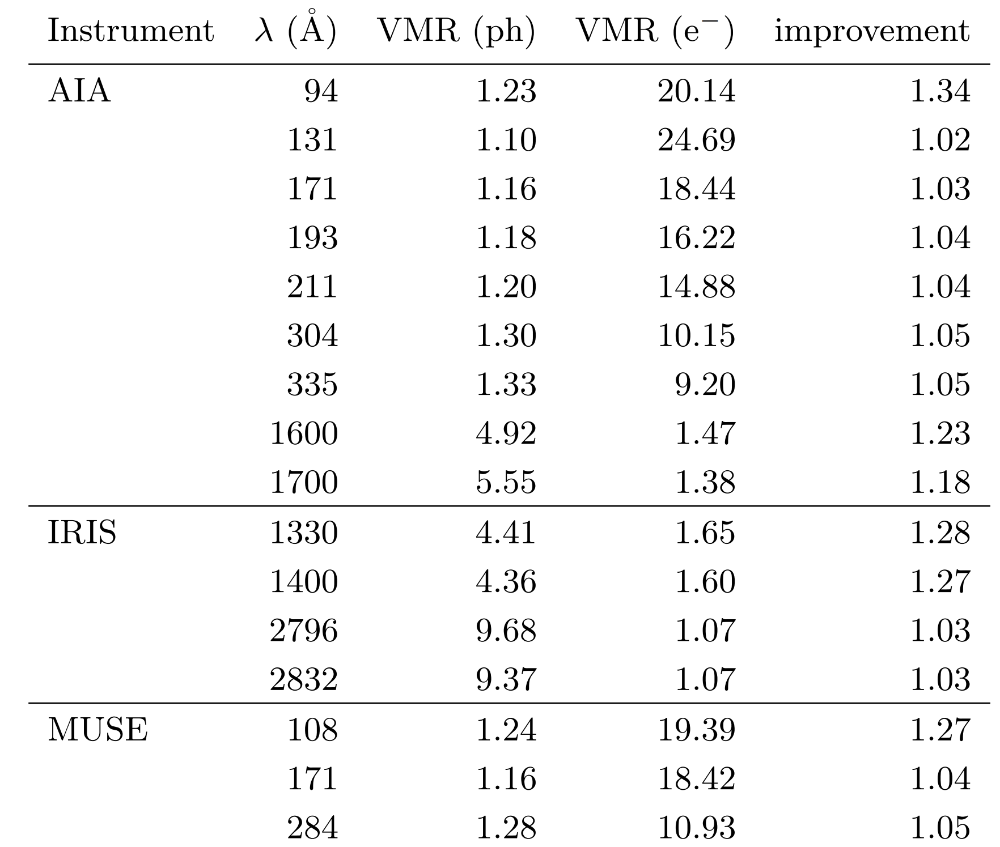 Instrument λ (Å) VMR (ph) VMR (e⁻) improvement
AIA 94 1.23 20.14 1.34
131 1.10 24.69 1.02
171 1.16 18.44 1.03
193 1.18 16.22 1.04
211 1.20 14.88 1.04
304 1.30 10.15 1.05
335 1.33 9.20 1.05
1600 4.92 1.47 1.23
1700 5.55 1.38 1.18
IRIS 1330 4.41 1.65 1.28
1400 4.36 1.60 1.27
2796 9.68 1.07 1.03
2832 9.37 1.07 1.03
MUSE 108 1.24 19.39 1.27
171 1.16 18.42 1.04
284 1.28 10.93 1.05